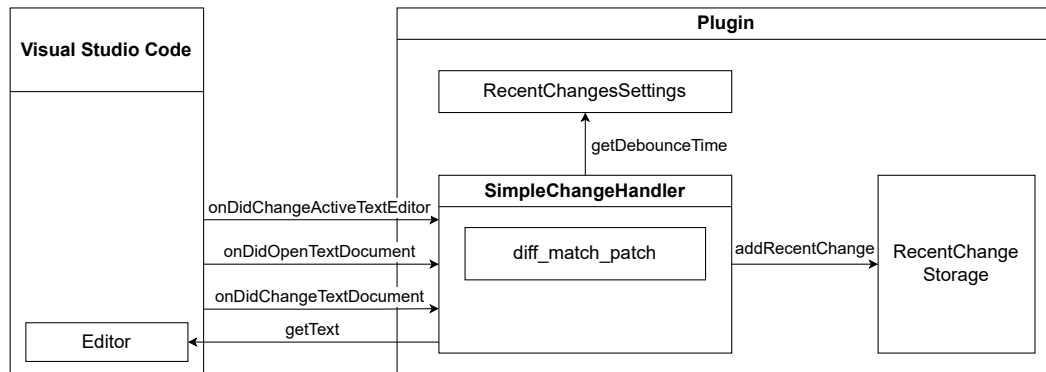 Visual Studio Code
Plugin
RecentChangesSettings
getDebounceTime
SimpleChangeHandler
onDidChangeActiveTextEditor
diff_match_patch
onDidOpenTextDocument
addRecentChange
RecentChange
Storage
onDidChangeTextDocument
getText
Editor